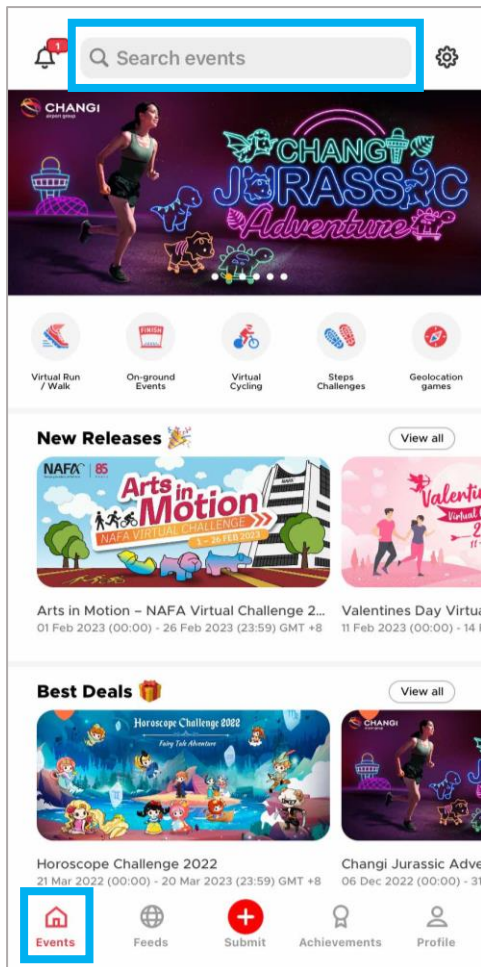 1
Search events
CHANGI
airport group
CHANGI
JURASSIC
Adventure
Virtual Run
/ Walk
On-ground
Events
FINISH
Virtual
Cycling
Steps
Challenges
Geolocation
games
New Releases
View all
NAFA
85
Arts in
Motion
NAFA VIRTUAL CHALLENGE
1 – 26 FEB 2023
Valentin
Virtual
2
11
Arts in Motion – NAFA Virtual Challenge 2...
01 Feb 2023 (00:00) - 26 Feb 2023 (23:59) GMT +8
Valentines Day Virtua
11 Feb 2023 (00:00) - 14 F
Best Deals
View all
Horoscope Challenge 2022
Fairy Tale Adventure
CHANGI
Horoscope Challenge 2022
21 Mar 2022 (00:00) - 20 Mar 2023 (23:59) GMT +8
Changi Jurassic Adve
06 Dec 2022 (00:00) - 31
Events
Feeds
Submit
Achievements
Profile